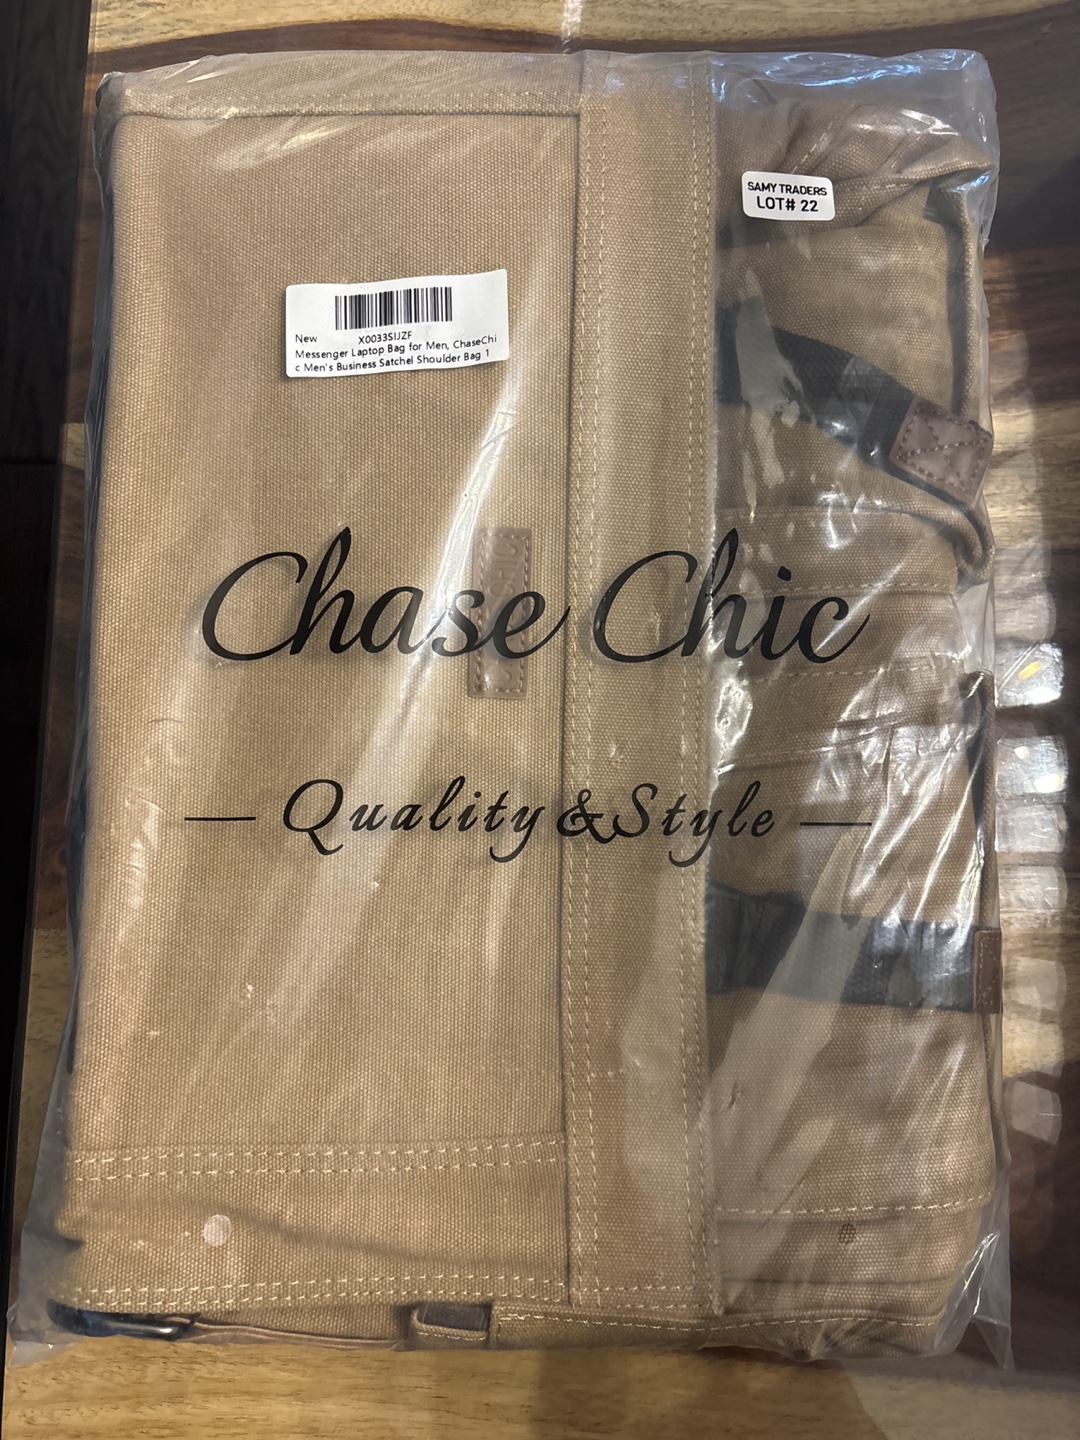 SAMY TRADERS
LOT# 22
New X0033SIJZF
Messenger Laptop Bag for Men, ChaseChi
c Men's Business Satchel Shoulder Bag 1
Chase Chic
Quality & Style